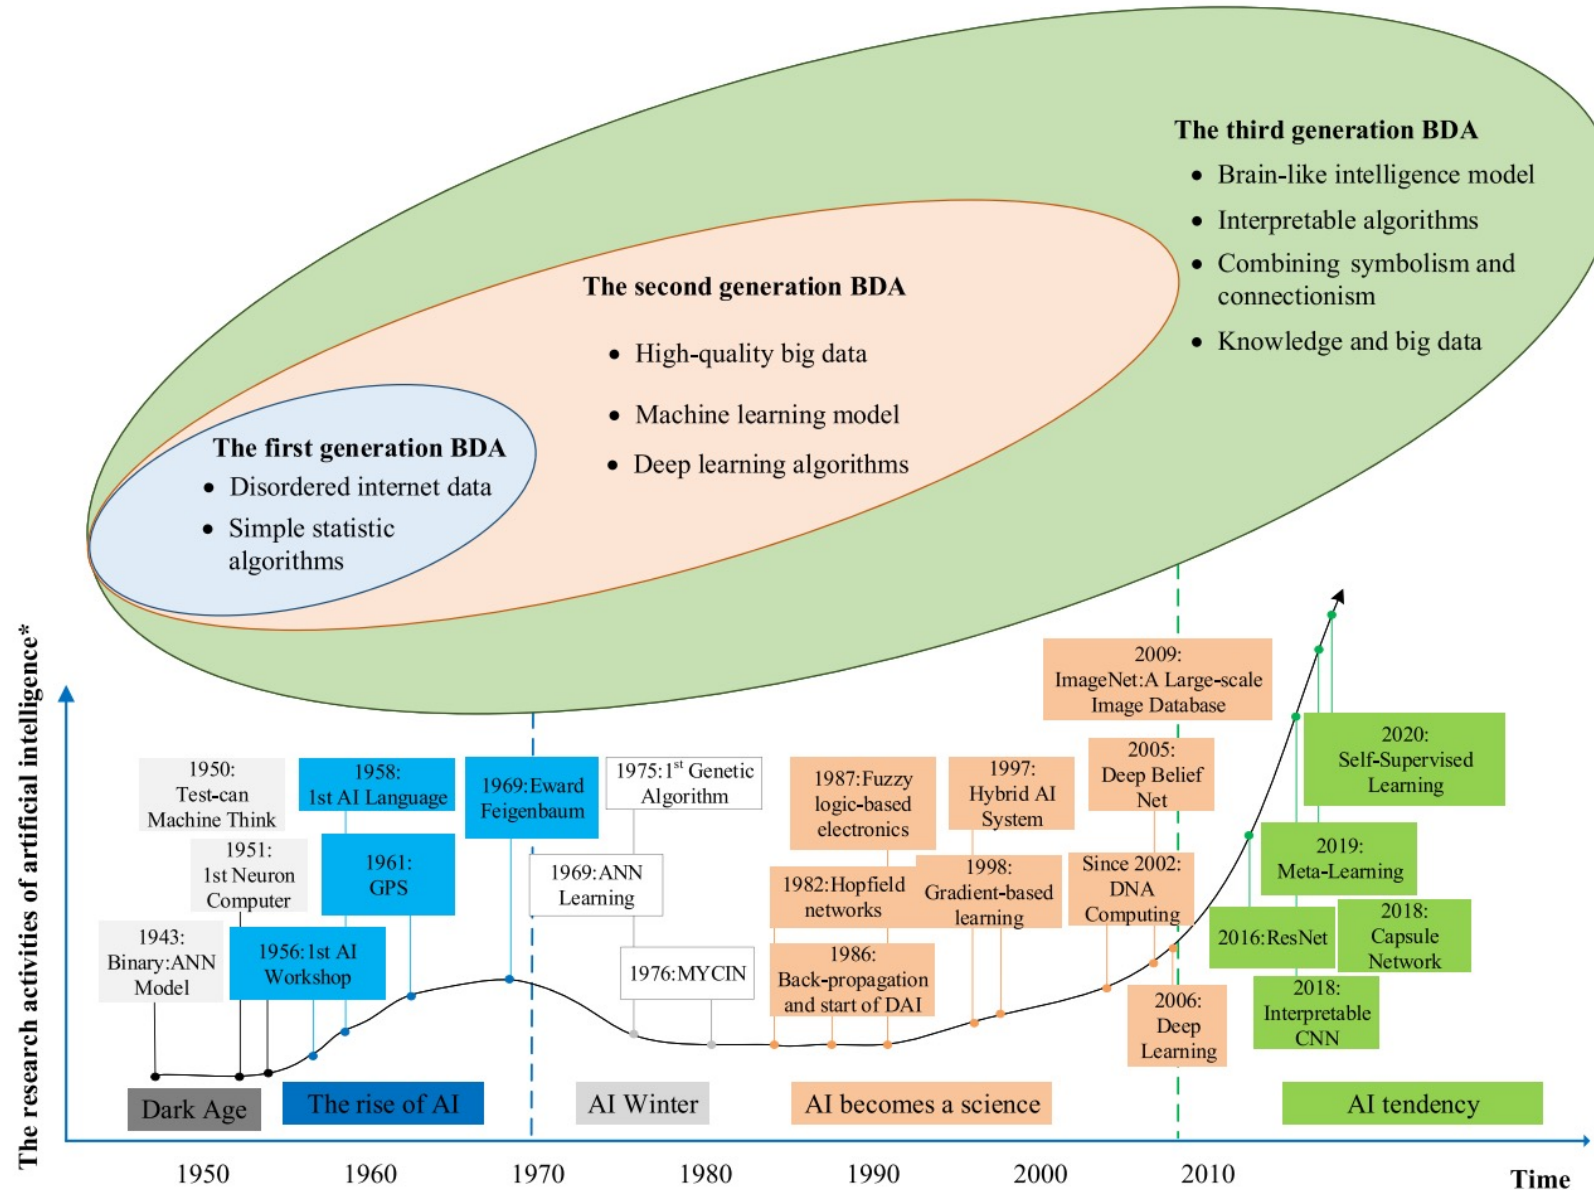 The third generation BDA
• Brain-like intelligence model
• Interpretable algorithms
• Combining symbolism and
connectionism
• Knowledge and big data
The second generation BDA
• High-quality big data
• Machine learning model
• Deep learning algorithms
The first generation BDA
• Disordered internet data
• Simple statistic
algorithms
The research activities of artificial intelligence*
1950:
Test-can
Machine Think
1951:
1st Neuron
Computer
1943:
Binary:ANN
Model
1958:
1st AI Language
1961:
GPS
1956:1st AI
Workshop
1969:Eward
Feigenbaum
1975:1st Genetic
Algorithm
1969:ANN
Learning
1976:MYCIN
1987:Fuzzy
logic-based
electronics
1982:Hopfield
networks
1986:
Back-propagation
and start of DAI
1997:
Hybrid AI
System
1998:
Gradient-based
learning
2009:
ImageNet:A Large-scale
Image Database
2005:
Deep Belief
Net
Since 2002:
DNA
Computing
2006:
Deep
Learning
2020:
Self-Supervised
Learning
2019:
Meta-Learning
2016:ResNet
2018:
Capsule
Network
2018:
Interpretable
CNN
Dark Age
The rise of AI
AI Winter
AI becomes a science
AI tendency
1950
1960
1970
1980
1990
2000
2010
Time